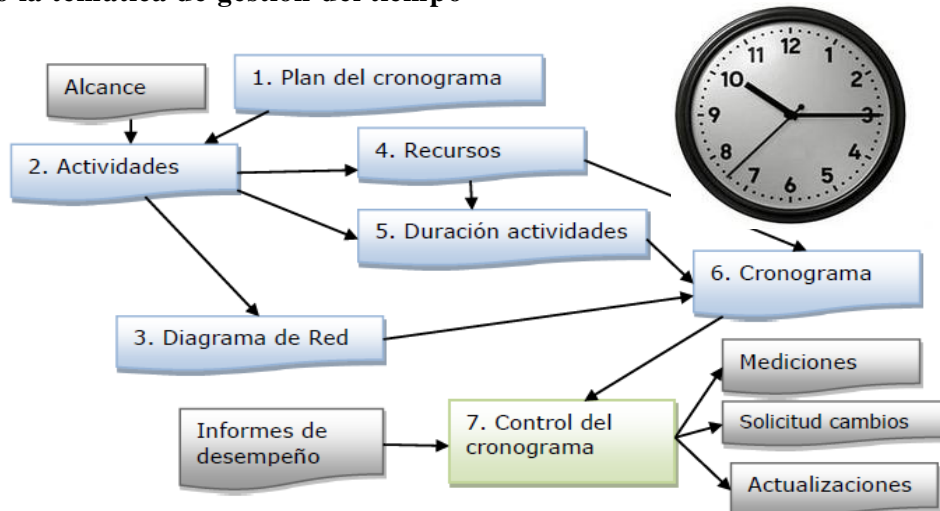 la temática de gestión del tiempo
Alcance
1. Plan del cronograma
2. Actividades
4. Recursos
5. Duración actividades
6. Cronograma
3. Diagrama de Red
Mediciones
Informes de
desempeño
7. Control del
cronograma
Solicitud cambios
Actualizaciones
12
1
2
3
4
5
6
7
8
9
10
11